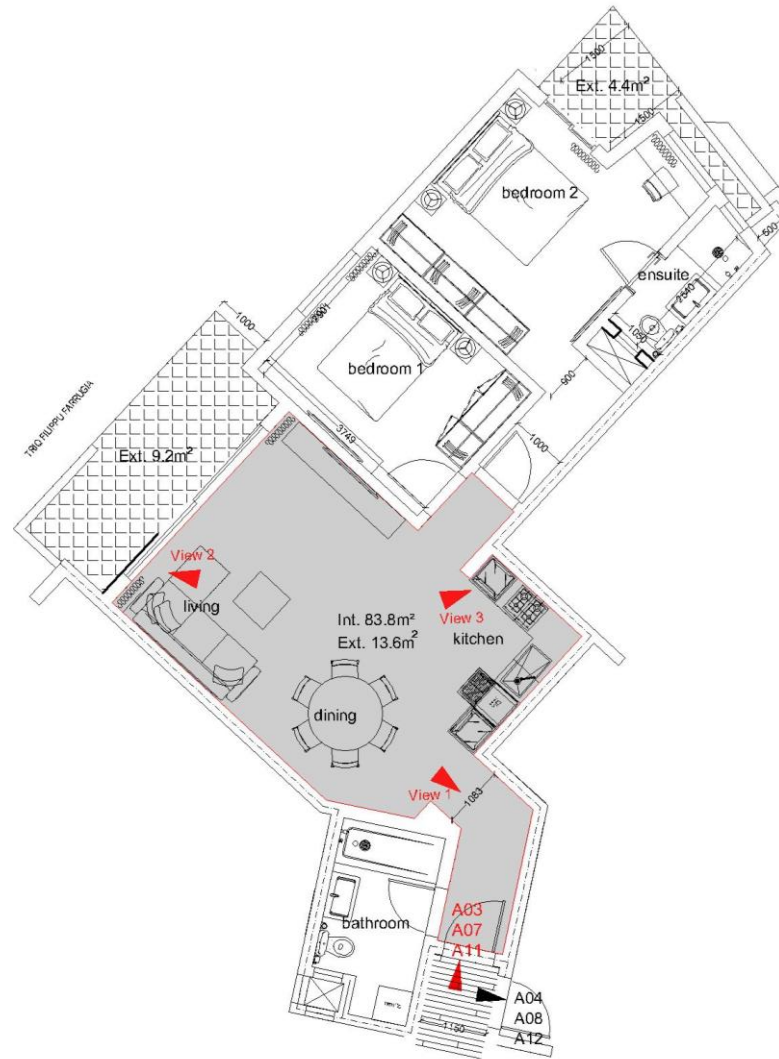 1500
Ext. 4.4m²
1500
bedroom 2
500
ensuite
2540
1050
1000
bedroom 1
900
TRIQ FILIPPU FARRUGIA
3749
1000
Ext. 9.2m²
View 2
living
Int. 83.8m²
Ext. 13.6m²
View 3
kitchen
dining
View 1
1083
bathroom
A03
A07
A11
A04
A08
A12
1150